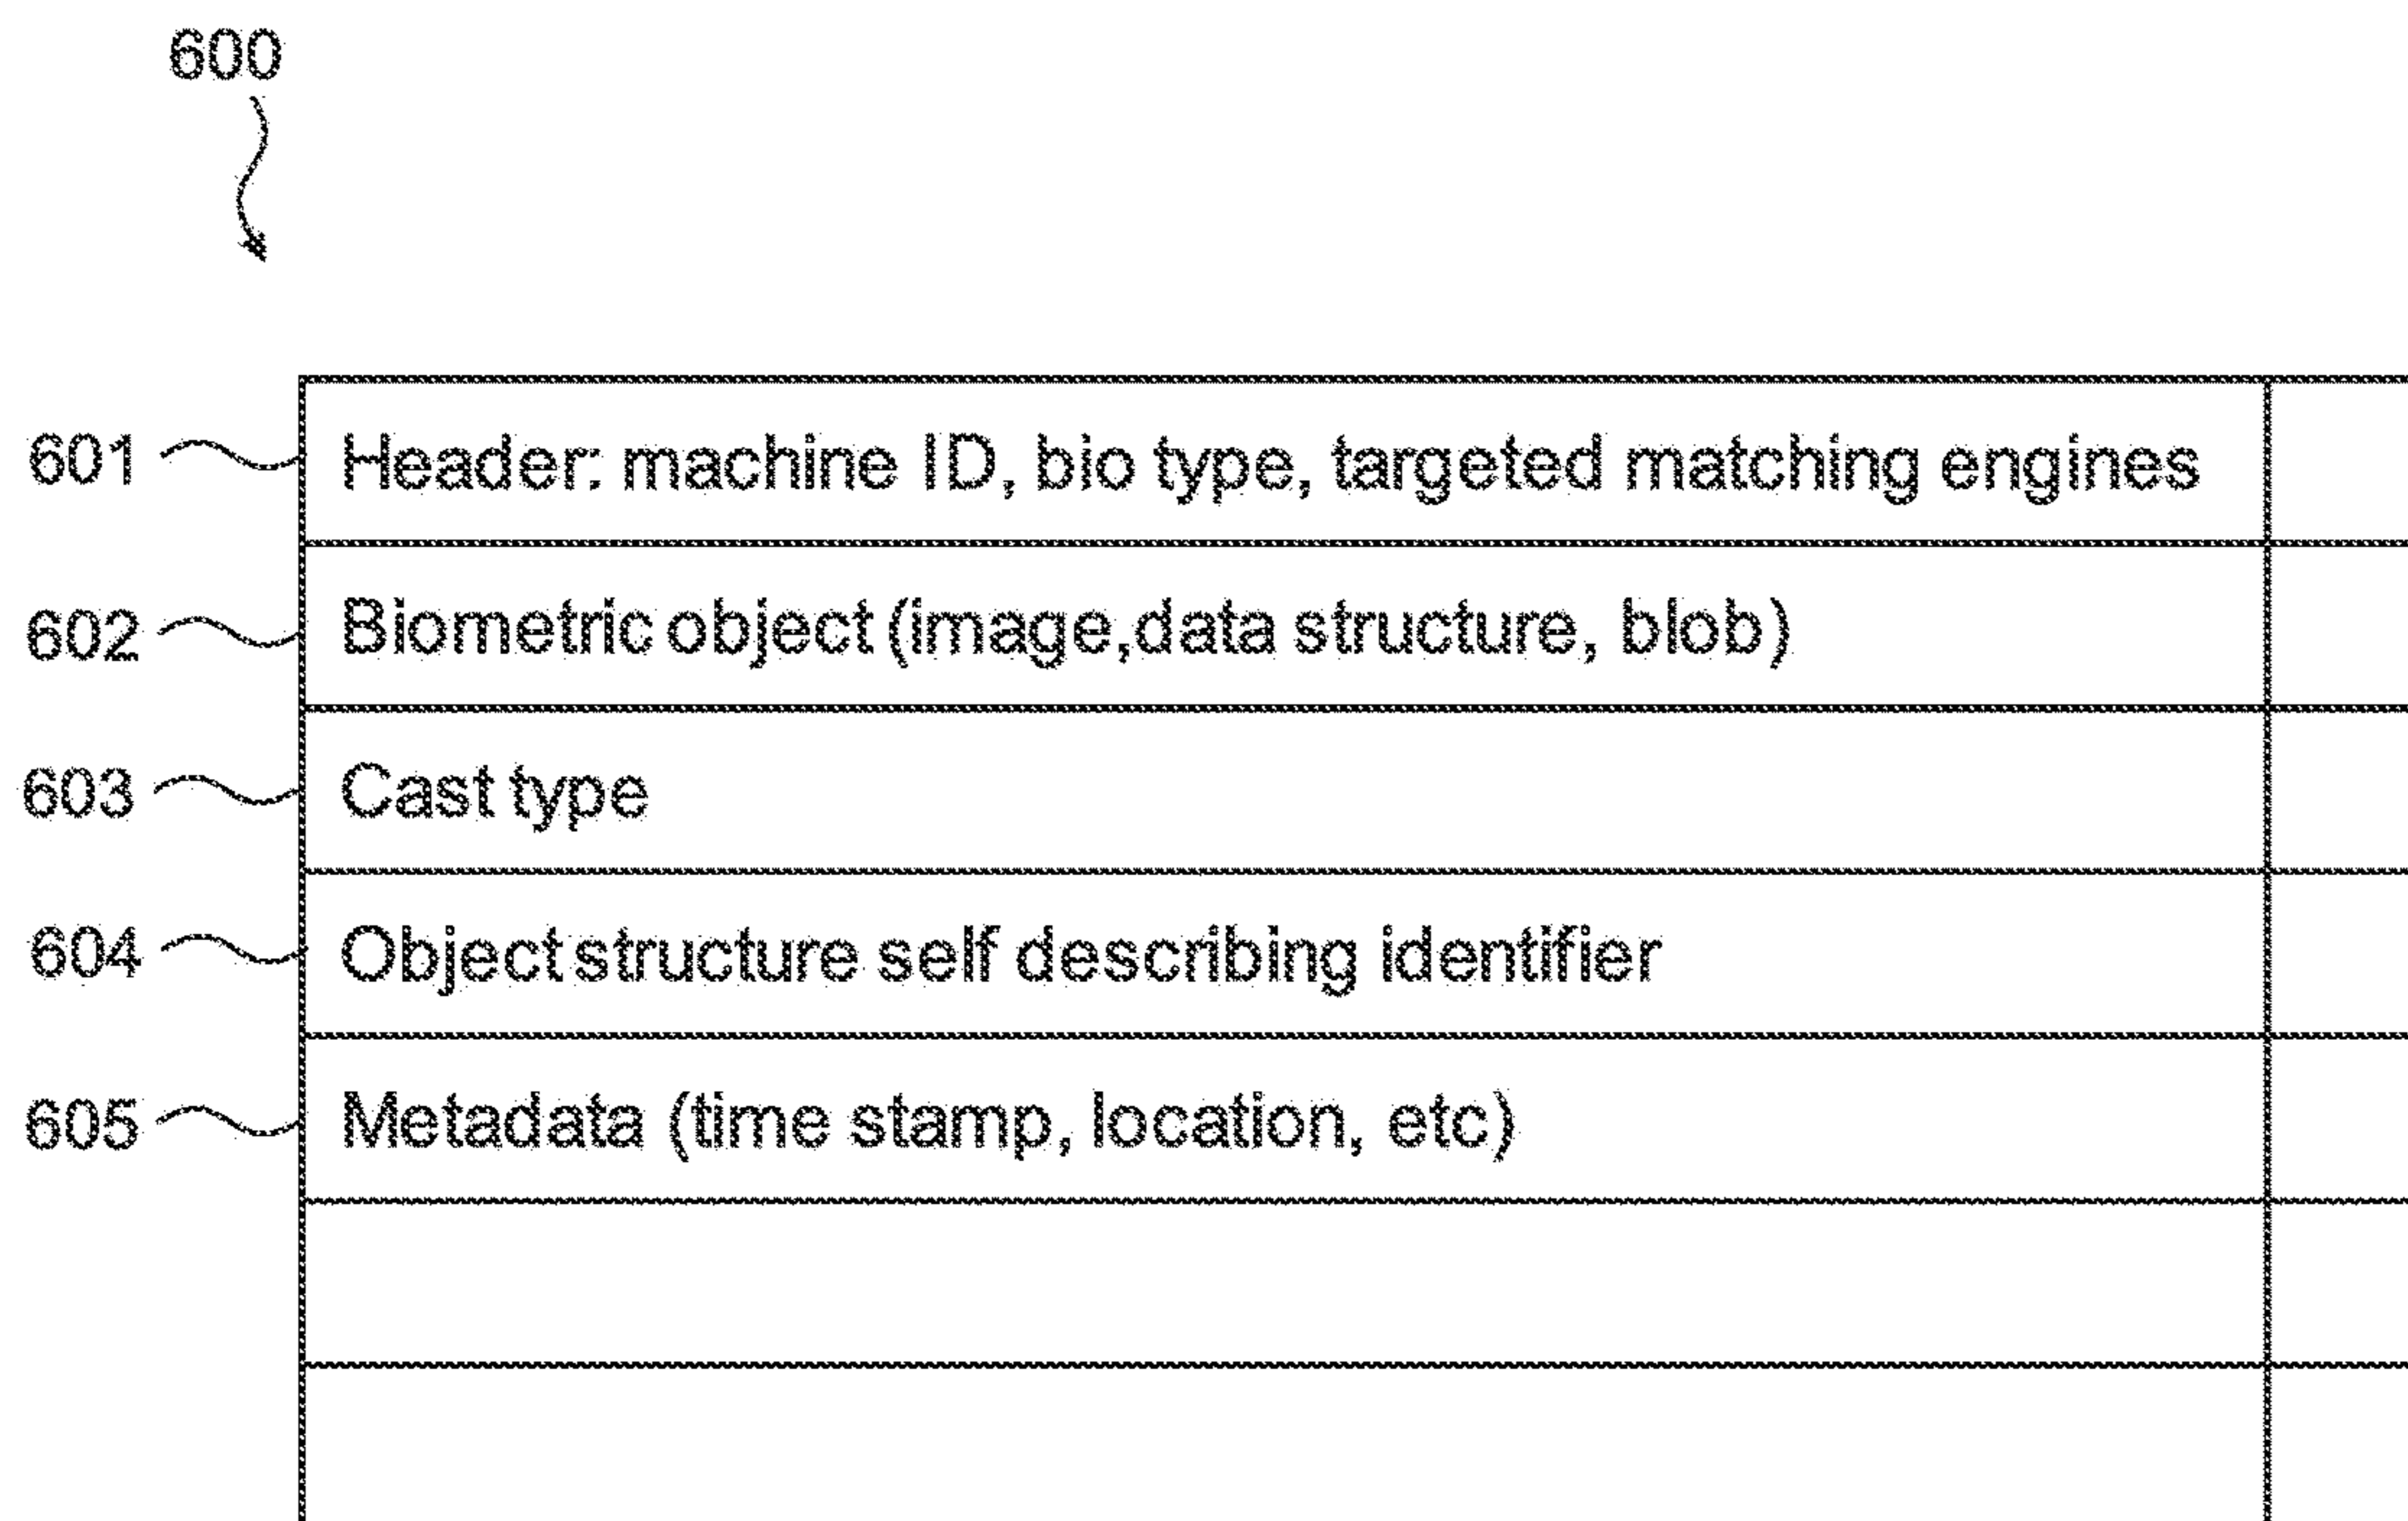 600
601 Header: machine ID, bio type, targeted matching engines
602 Biometric object (image,data structure, blob)
603 Cast type
604 Object structure self describing identifier
605 Metadata (time stamp, location, etc)